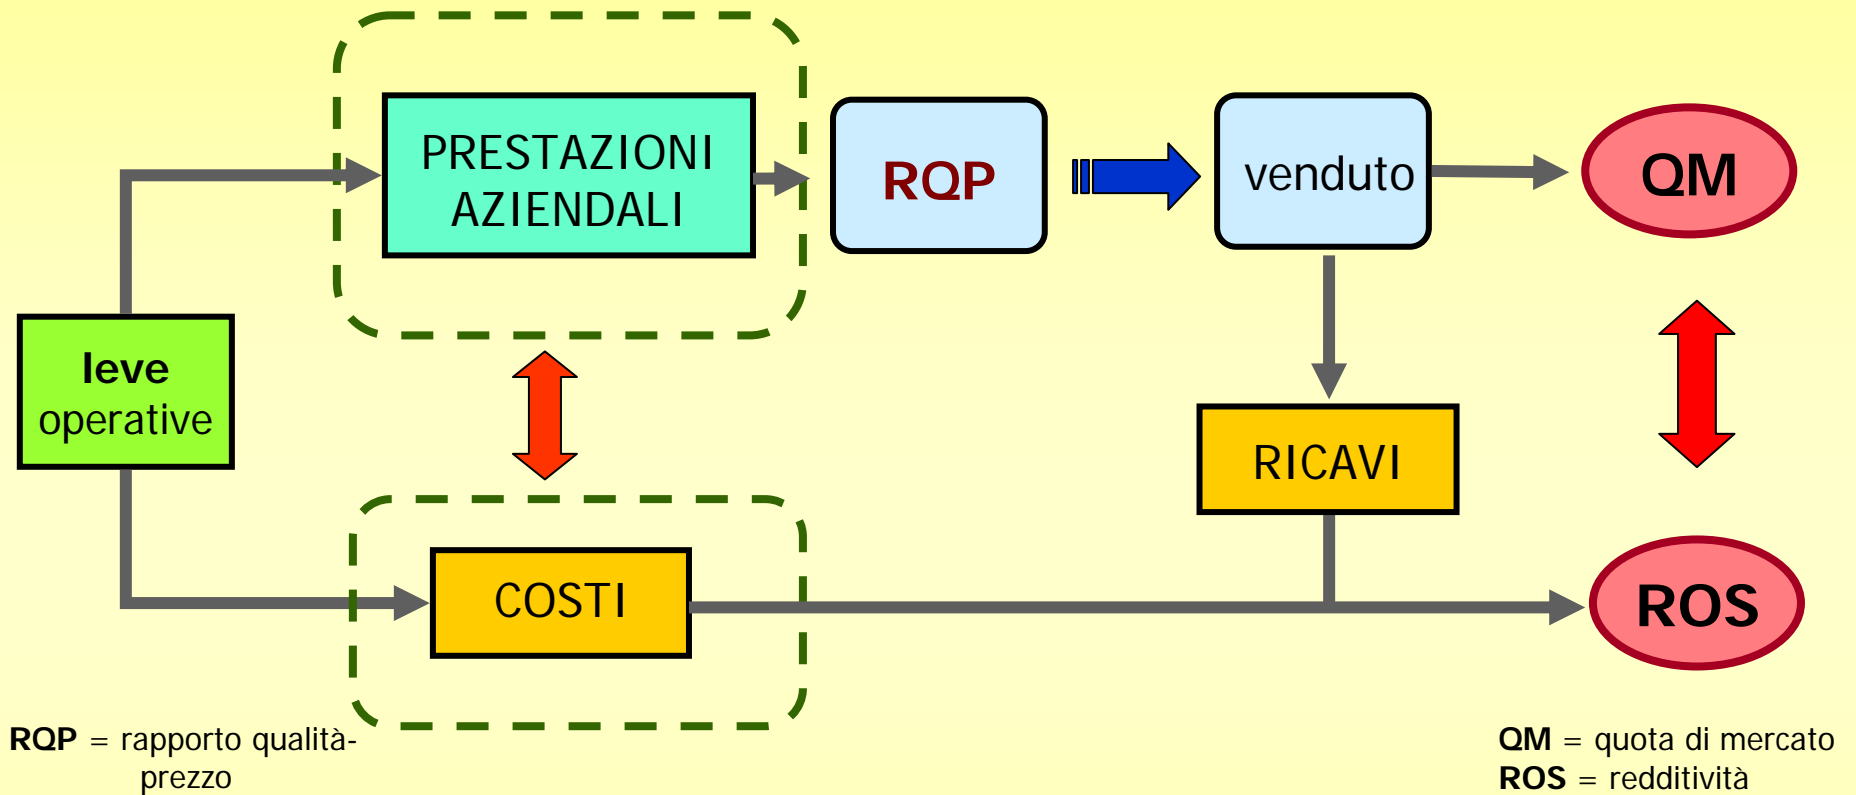 PRESTAZIONI
AZIENDALI
RQP
venduto
QM
leve
operative
RICAVI
COSTI
ROS
RQP = rapporto qualità-
prezzo
QM = quota di mercato
ROS = redditività